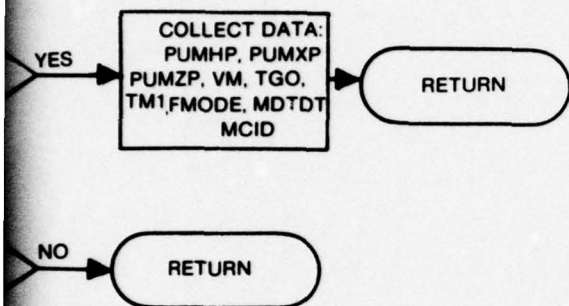 YES
COLLECT DATA:
PUMHP, PUMXP
PUMZP, VM, TGO,
TM1,FMODE, MDTDT
MCID
RETURN
NO
RETURN